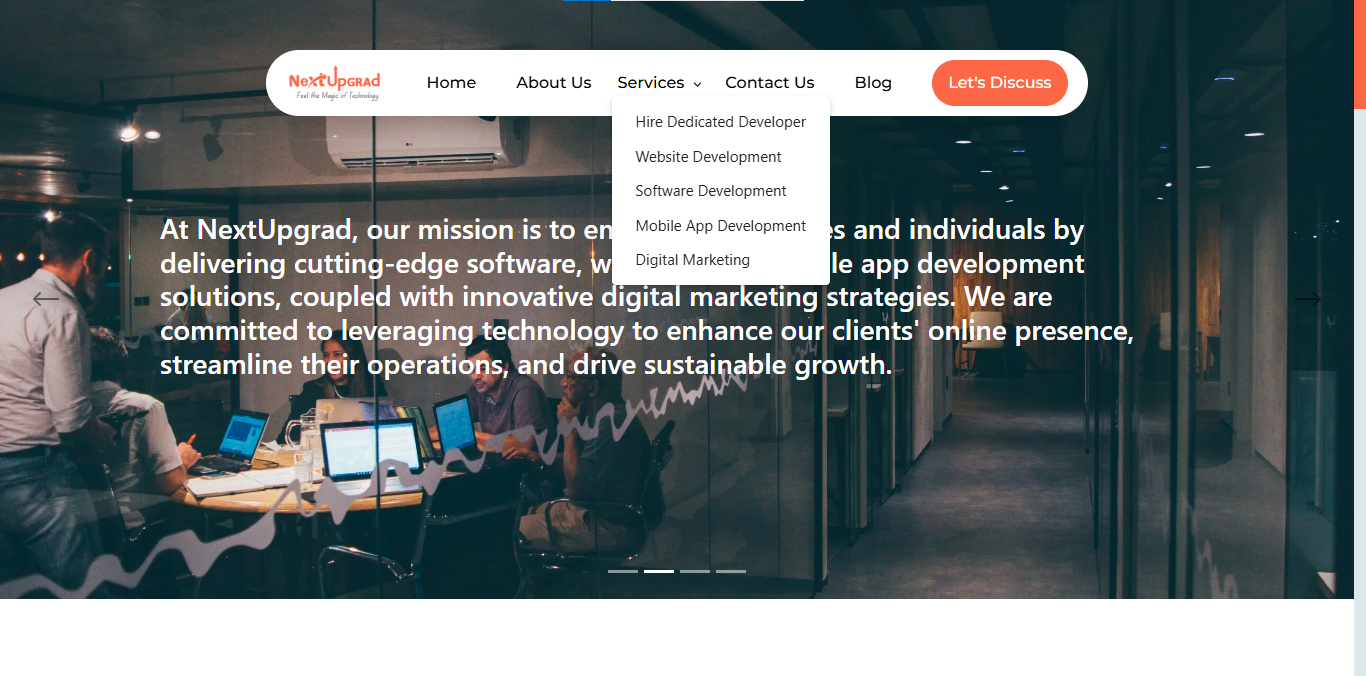 NextUpgrad
Feel the Magic of Technology
Home
About Us
Services
Contact Us
Blog
Let's Discuss
Hire Dedicated Developer
Website Development
Software Development
Mobile App Development
Digital Marketing
At NextUpgrad, our mission is to es and individuals by
delivering cutting-edge software, le app development
solutions, coupled with innovative digital marketing strategies. We are
committed to leveraging technology to enhance our clients' online presence,
streamline their operations, and drive sustainable growth.